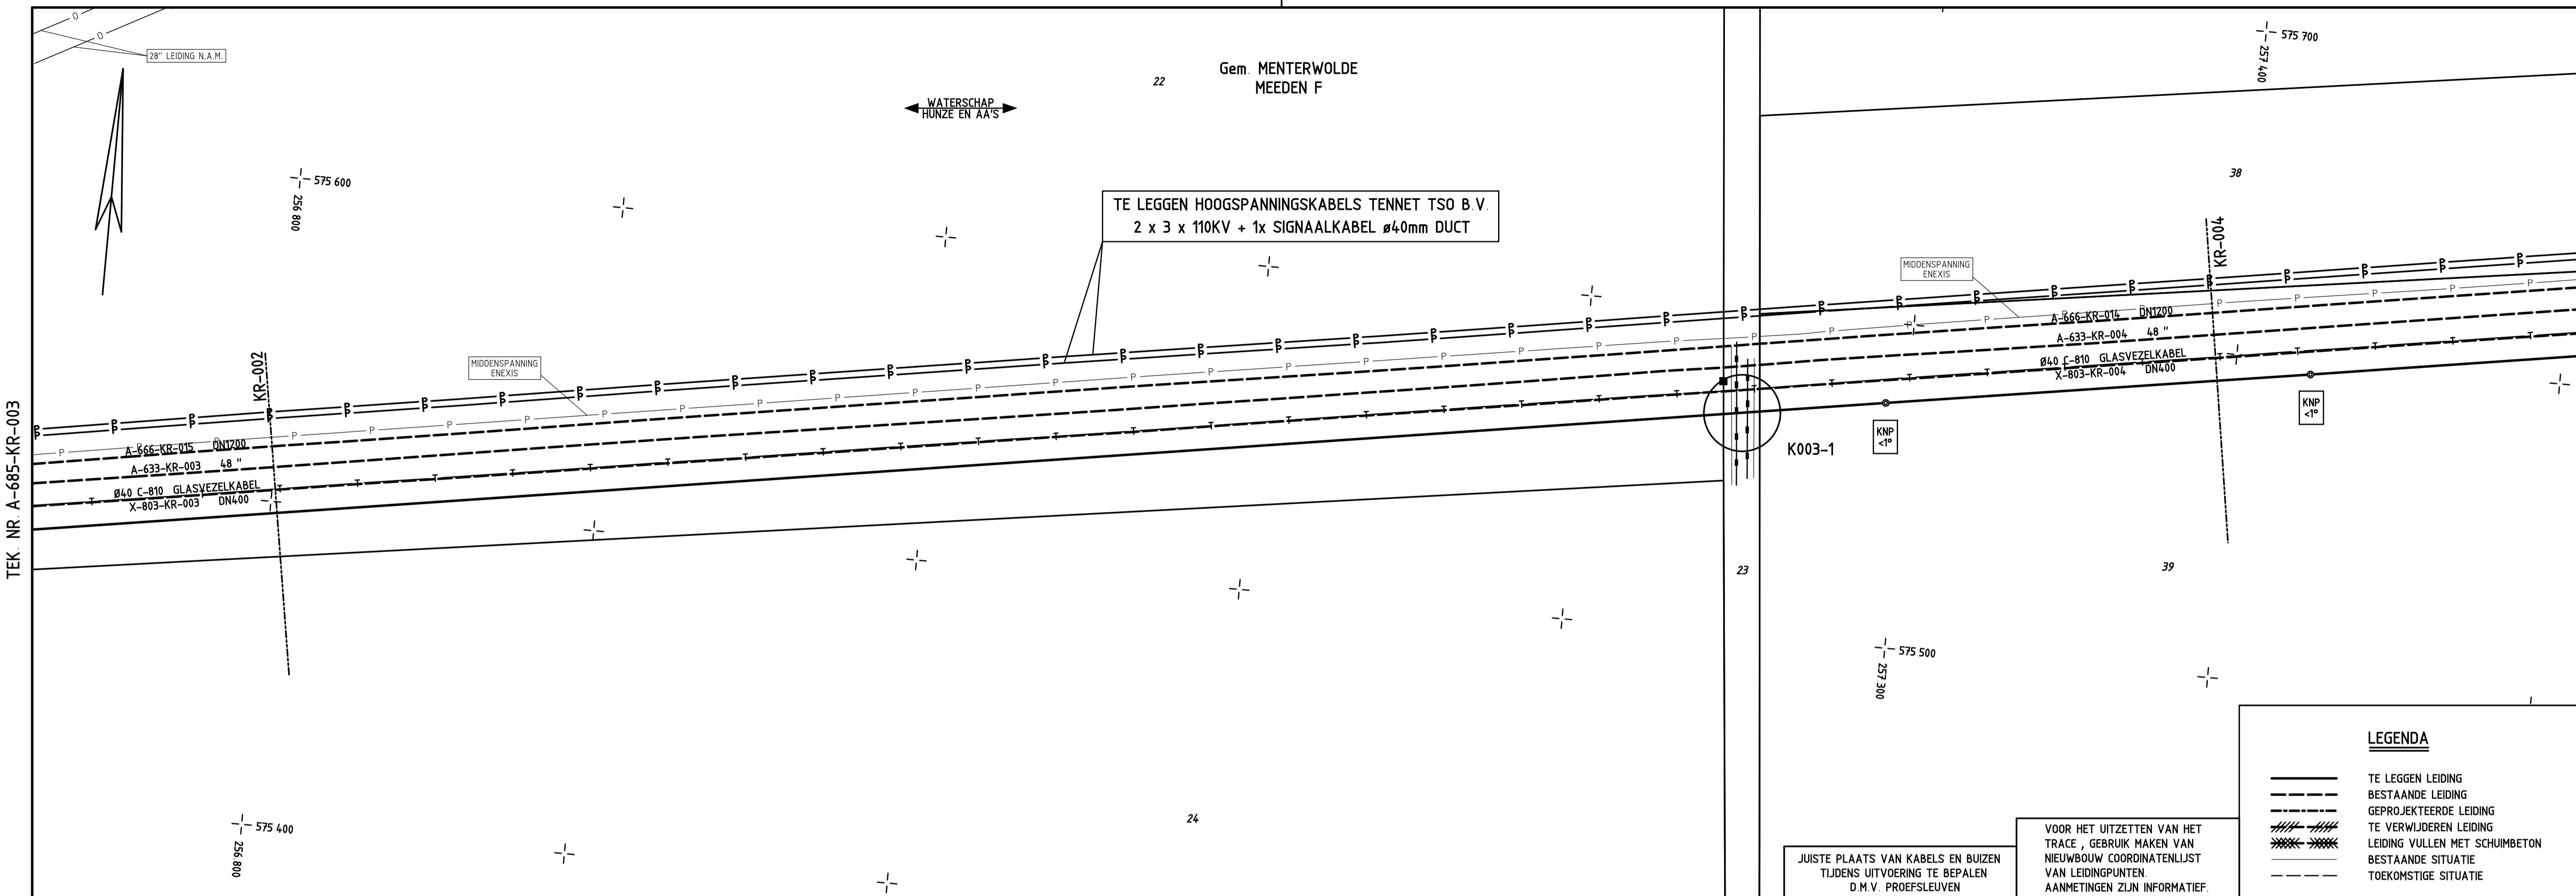 TEK. NR. A-685-KR-003
28" LEIDING N.A.M.
O
O
WATERSCHAP
HUNZE EN AA'S
22
Gem. MENTERWOLDE
MEEDEN F
575 700
257 400
38
575 600
256 800
TE LEGGEN HOOGSPANNINGSKABELS TENNET TSO B.V.
2 x 3 x 110KV + 1x SIGNAALKABEL ø40mm DUCT
KR-004
MIDDENSPANNING
ENEXIS
A-666-KR-014 DN1200
A-633-KR-004 48 "
Ø40 C-810 GLASVEZELKABEL
X-803-KR-004 DN400
KR-002
MIDDENSPANNING
ENEXIS
A-666-KR-015 DN1200
A-633-KR-003 48 "
Ø40 C-810 GLASVEZELKABEL
X-803-KR-003 DN400
K003-1
KNP
<1°
KNP
<1°
23
39
575 500
257 300
24
575 400
256 800
JUISTE PLAATS VAN KABELS EN BUIZEN
TIJDENS UITVOERING TE BEPALEN
D.M.V. PROEFSLEUVEN
VOOR HET UITZETTEN VAN HET
TRACE , GEBRUIK MAKEN VAN
NIEUWBOUW COORDINATENLIJST
VAN LEIDINGPUNTEN.
AANMETINGEN ZIJN INFORMATIEF.
LEGENDA
TE LEGGEN LEIDING
BESTAANDE LEIDING
GEPROJEKTEERDE LEIDING
TE VERWIJDEREN LEIDING
LEIDING VULLEN MET SCHUIMBETON
BESTAANDE SITUATIE
TOEKOMSTIGE SITUATIE